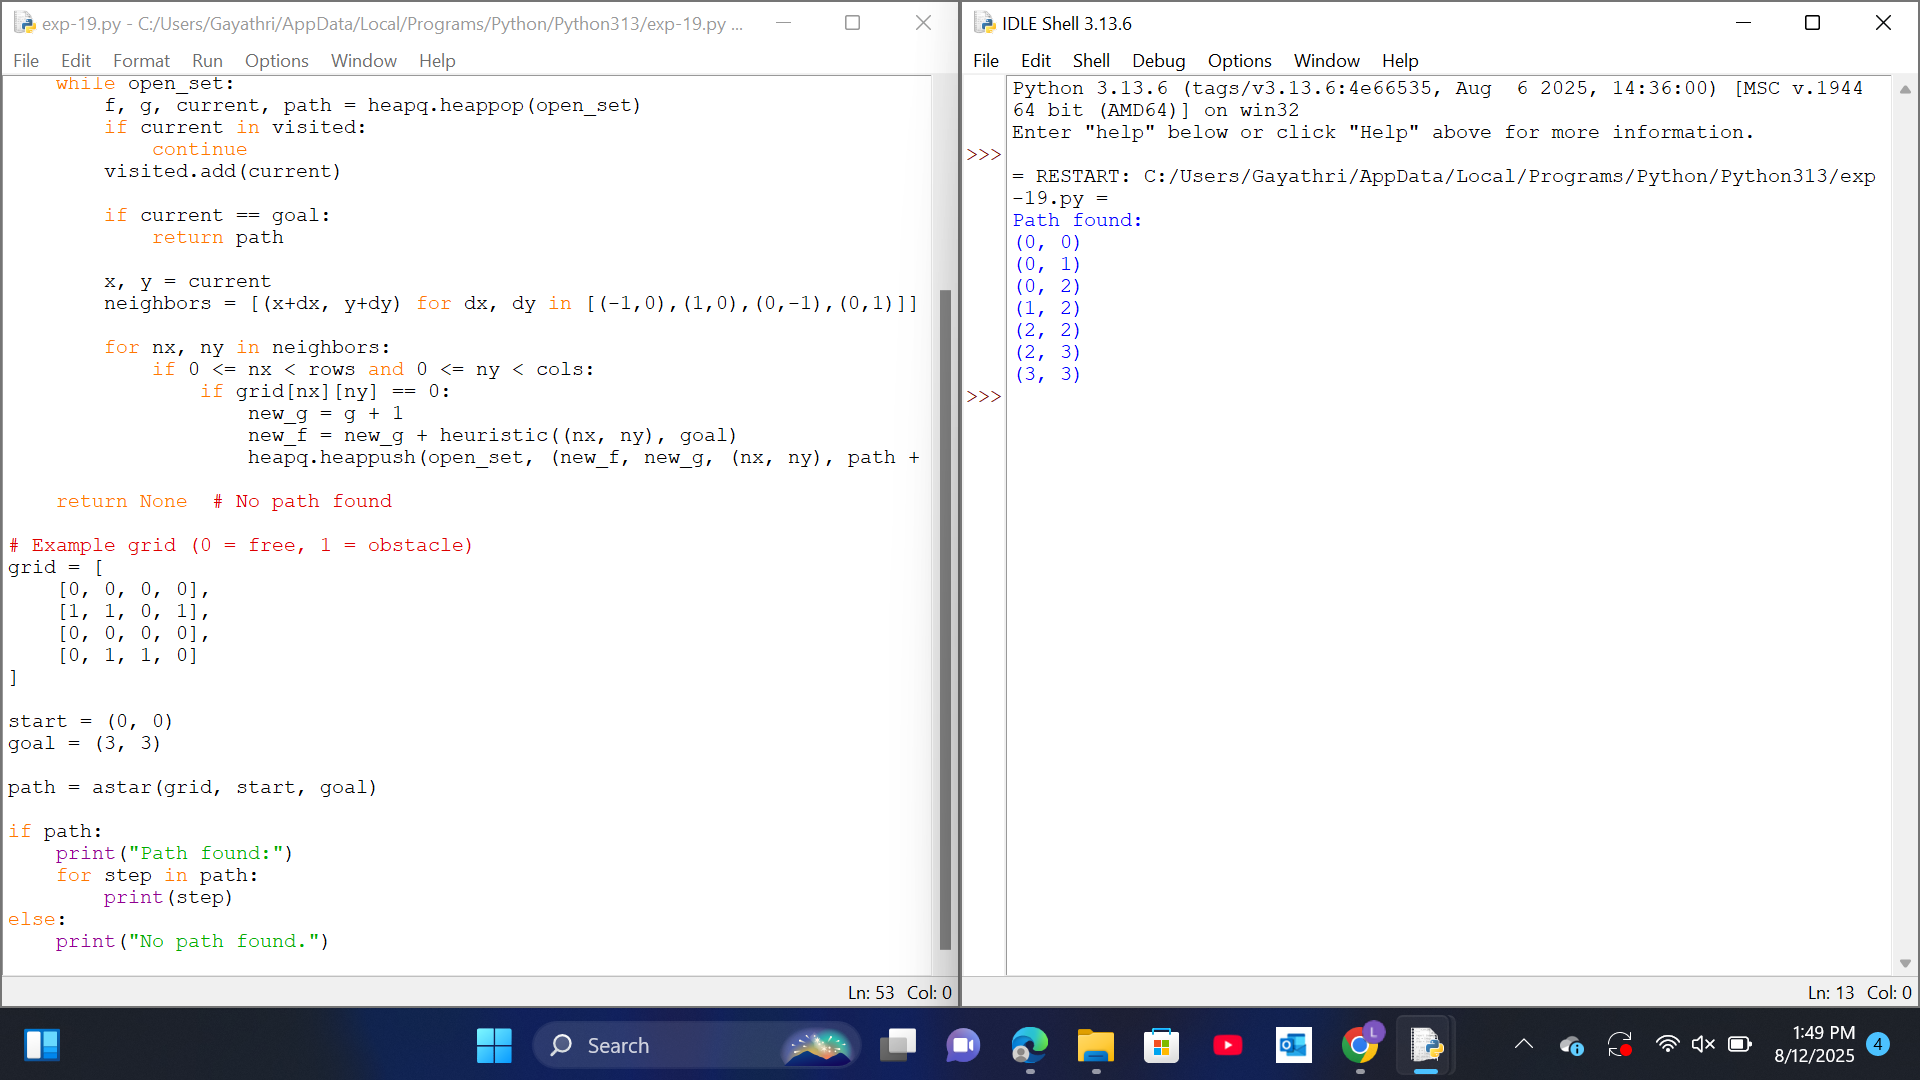 exp-19.py - C:/Users/Gayathri/AppData/Local/Programs/Python/Python313/exp-19.py ...
File Edit Format Run Options Window Help
    while open_set:
        f, g, current, path = heapq.heappop(open_set)
        if current in visited:
            continue
        visited.add(current)
        if current == goal:
            return path
        x, y = current
        neighbors = [(x+dx, y+dy) for dx, dy in [(-1,0),(1,0),(0,-1),(0,1)]]
        for nx, ny in neighbors:
            if 0 <= nx < rows and 0 <= ny < cols:
                if grid[nx][ny] == 0:
                    new_g = g + 1
                    new_f = new_g + heuristic((nx, ny), goal)
                    heapq.heappush(open_set, (new_f, new_g, (nx, ny), path +
    return None  # No path found
# Example grid (0 = free, 1 = obstacle)
grid = [
    [0, 0, 0, 0],
    [1, 1, 0, 1],
    [0, 0, 0, 0],
    [0, 1, 1, 0]
]
start = (0, 0)
goal = (3, 3)
path = astar(grid, start, goal)
if path:
    print("Path found:")
    for step in path:
        print(step)
else:
    print("No path found.")
Ln: 53 Col: 0
IDLE Shell 3.13.6
File Edit Shell Debug Options Window Help
Python 3.13.6 (tags/v3.13.6:4e66535, Aug  6 2025, 14:36:00) [MSC v.1944
64 bit (AMD64)] on win32
Enter "help" below or click "Help" above for more information.
>>>
= RESTART: C:/Users/Gayathri/AppData/Local/Programs/Python/Python313/exp
-19.py =
Path found:
(0, 0)
(0, 1)
(0, 2)
(1, 2)
(2, 2)
(2, 3)
(3, 3)
>>>
Ln: 13 Col: 0
Search
L
1:49 PM
8/12/2025
4